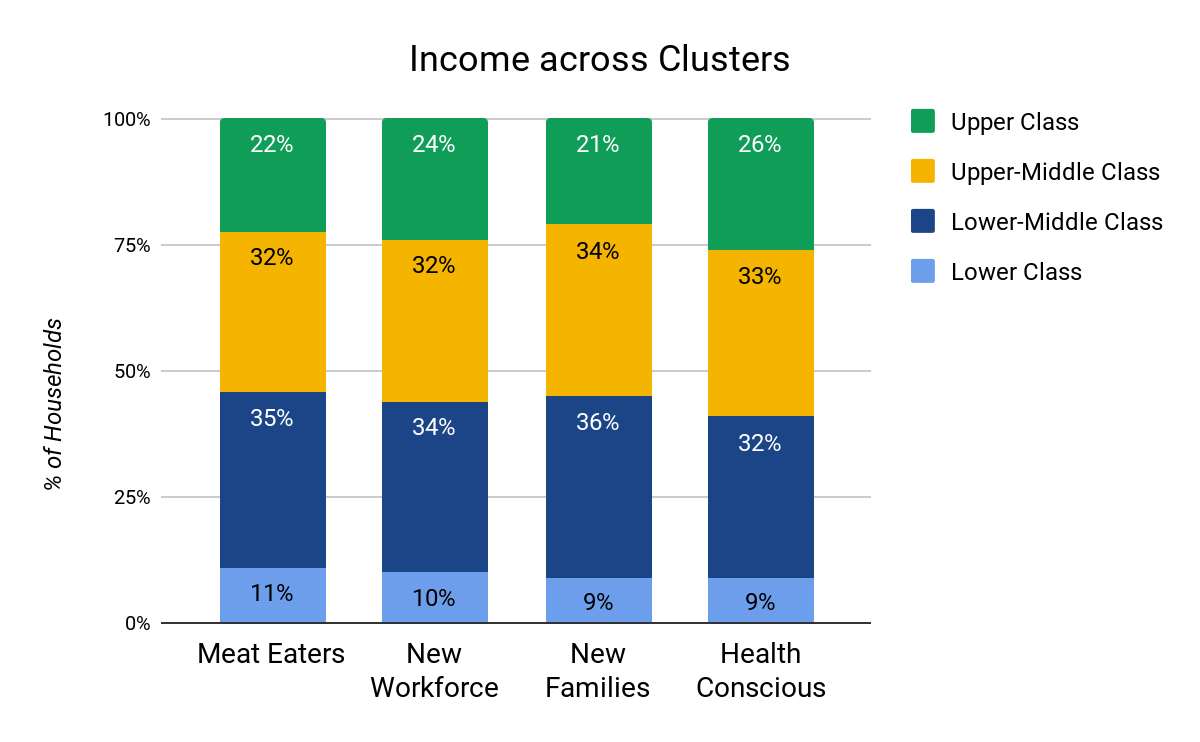 Income across Clusters
% of Households
100%
75%
50%
25%
0%
22%
24%
21%
26%
32%
32%
34%
33%
35%
34%
36%
32%
11%
10%
9%
9%
Meat Eaters
New
Workforce
New
Families
Health
Conscious
Upper Class
Upper-Middle Class
Lower-Middle Class
Lower Class